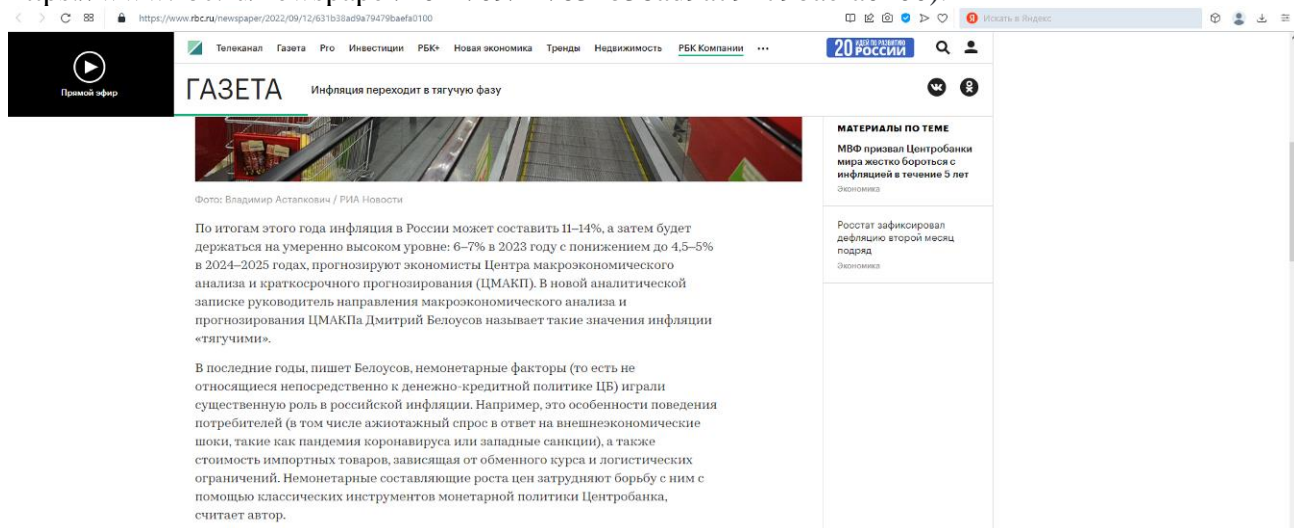 https://www.rbc.ru/newspaper/2022/09/12/631b38ad9a79479baefa0100
Искать в Яндекс
Телеканал Газета Pro Инвестиции РБК+ Новая экономика Тренды Недвижимость РБК Компании ...
20 ИДЕЙ ПО РАЗВИТИЮ РОССИИ
Прямой эфир
ГАЗЕТА Инфляция переходит в тягучую фазу
Фото: Владимир Астапкович / РИА Новости
По итогам этого года инфляция в России может составить 11–14%, а затем будет
держаться на умеренно высоком уровне: 6–7% в 2023 году с понижением до 4,5–5%
в 2024–2025 годах, прогнозируют экономисты Центра макроэкономического
анализа и краткосрочного прогнозирования (ЦМАКП). В новой аналитической
записке руководитель направления макроэкономического анализа и
прогнозирования ЦМАКПа Дмитрий Белоусов называет такие значения инфляции
«тягучими».
В последние годы, пишет Белоусов, немонетарные факторы (то есть не
относящиеся непосредственно к денежно-кредитной политике ЦБ) играли
существенную роль в российской инфляции. Например, это особенности поведения
потребителей (в том числе ажиотажный спрос в ответ на внешнеэкономические
шоки, такие как пандемия коронавируса или западные санкции), а также
стоимость импортных товаров, зависящая от обменного курса и логистических
ограничений. Немонетарные составляющие роста цен затрудняют борьбу с ним с
помощью классических инструментов монетарной политики Центробанка,
считает автор.
МАТЕРИАЛЫ ПО ТЕМЕ
МВФ призвал Центробанки
мира жестко бороться с
инфляцией в течение 5 лет
Экономика
Росстат зафиксировал
дефляцию второй месяц
подряд
Экономика